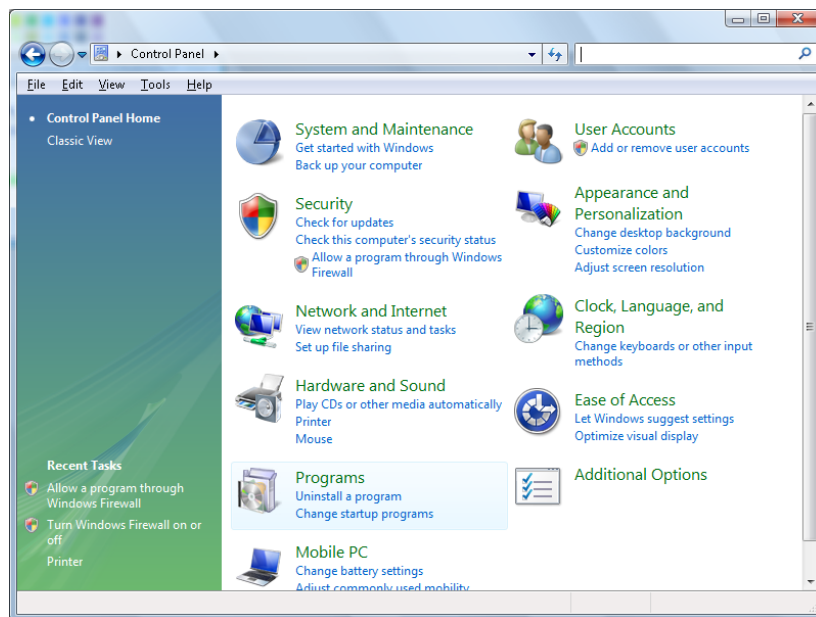 Control Panel
File Edit View Tools Help
Control Panel Home
Classic View
Recent Tasks
Allow a program through
Windows Firewall
Turn Windows Firewall on or
off
Printer
System and Maintenance
Get started with Windows
Back up your computer
Security
Check for updates
Check this computer's security status
Allow a program through Windows
Firewall
Network and Internet
View network status and tasks
Set up file sharing
Hardware and Sound
Play CDs or other media automatically
Printer
Mouse
Programs
Uninstall a program
Change startup programs
Mobile PC
Change battery settings
Adjust commonly used mobility
User Accounts
Add or remove user accounts
Appearance and
Personalization
Change desktop background
Customize colors
Adjust screen resolution
Clock, Language, and
Region
Change keyboards or other input
methods
Ease of Access
Let Windows suggest settings
Optimize visual display
Additional Options